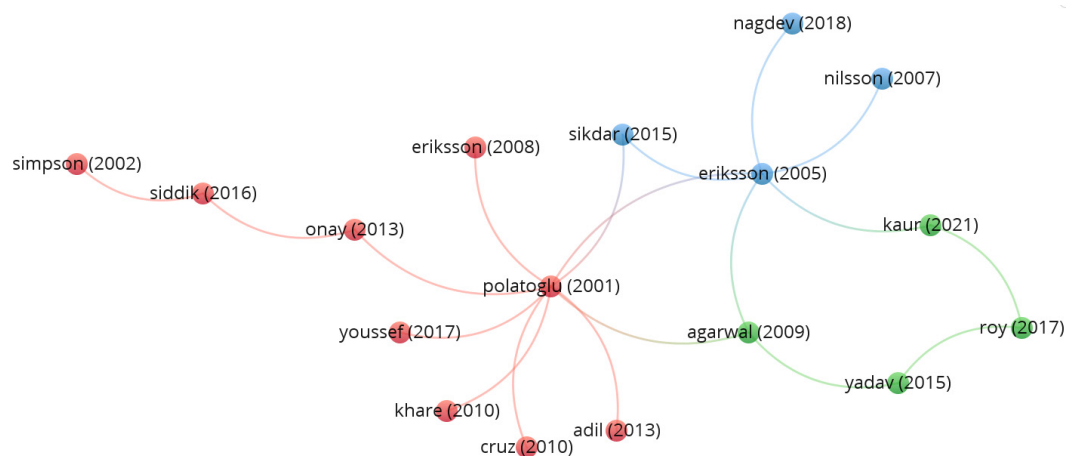 nagdev (2018)
nilsson (2007)
sikdar (2015)
eriksson (2008)
simpson (2002)
eriksson (2005)
siddik (2016)
kaur (2021)
onay (2013)
polatoglu (2001)
roy (2017)
youssef (2017)
agarwal (2009)
yadav (2015)
khare (2010)
adil (2013)
cruz (2010)